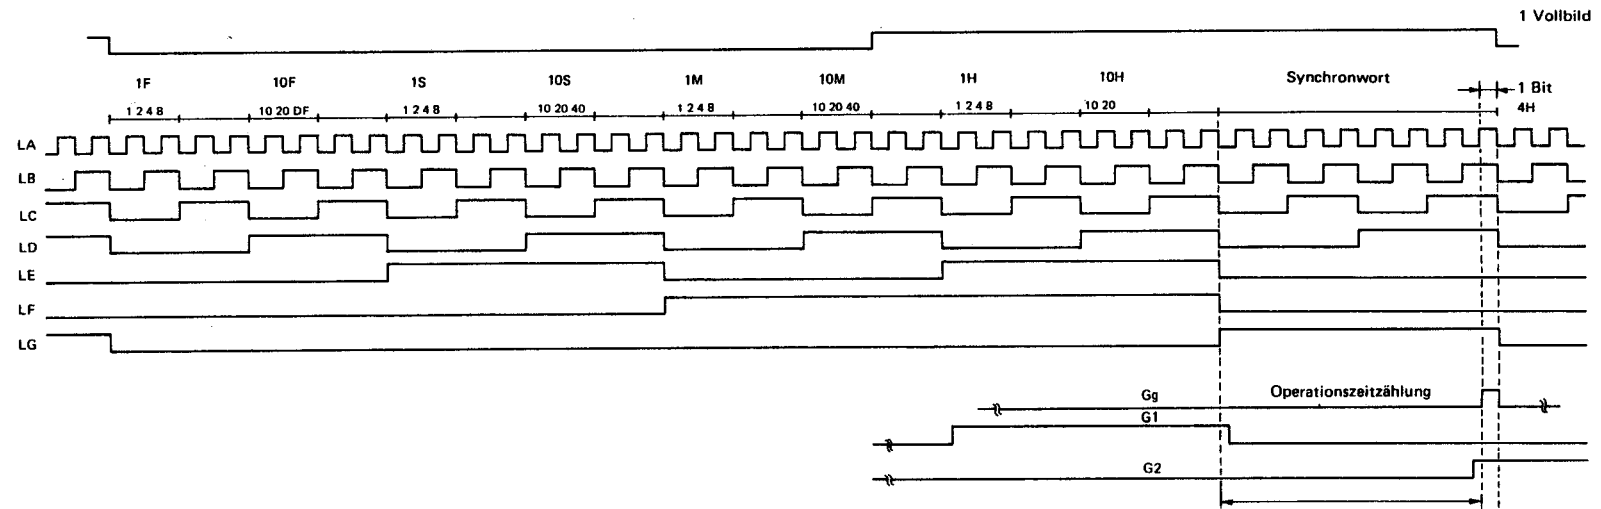 1 Vollbild
1F 10F 1S 10S 1M 10M 1H 10H Synchronwort
1 Bit
1 2 4 8 10 20 DF 1 2 4 8 10 20 40 1 2 4 8 10 20 40 1 2 4 8 10 20 4H
LA
LB
LC
LD
LE
LF
LG
Gg Operationszeitzählung
G1
G2